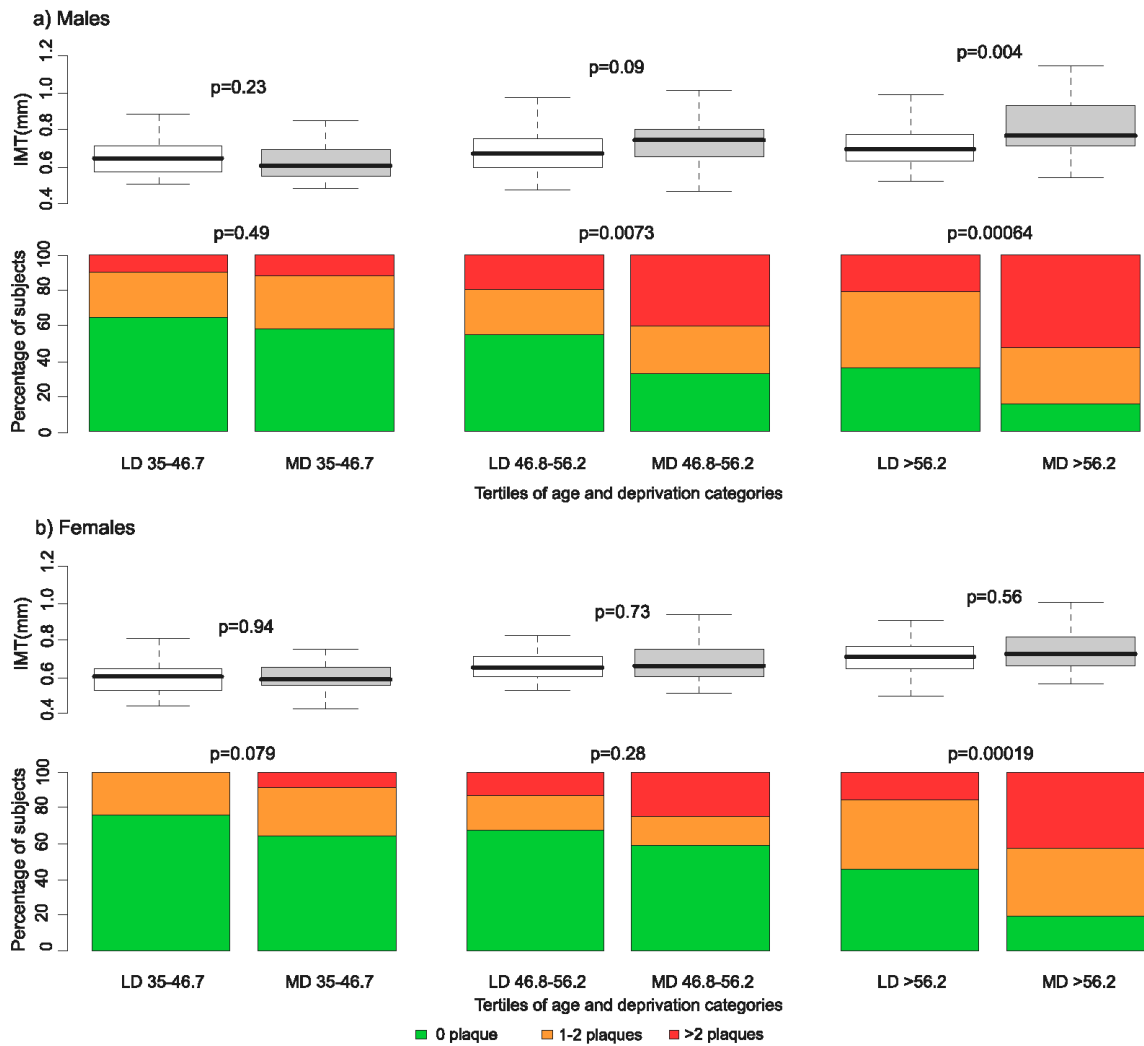 a) Males
IMT(mm)
1.2
1.0
0.8
0.6
0.4
p=0.23
p=0.09
p=0.004
Percentage of subjects
100
80
60
40
20
0
p=0.49
p=0.0073
p=0.00064
LD 35-46.7
MD 35-46.7
LD 46.8-56.2
MD 46.8-56.2
LD >56.2
MD >56.2
Tertiles of age and deprivation categories
b) Females
IMT(mm)
1.2
1.0
0.8
0.6
0.4
p=0.94
p=0.73
p=0.56
Percentage of subjects
100
80
60
40
20
0
p=0.079
p=0.28
p=0.00019
LD 35-46.7
MD 35-46.7
LD 46.8-56.2
MD 46.8-56.2
LD >56.2
MD >56.2
Tertiles of age and deprivation categories
0 plaque
1-2 plaques
>2 plaques